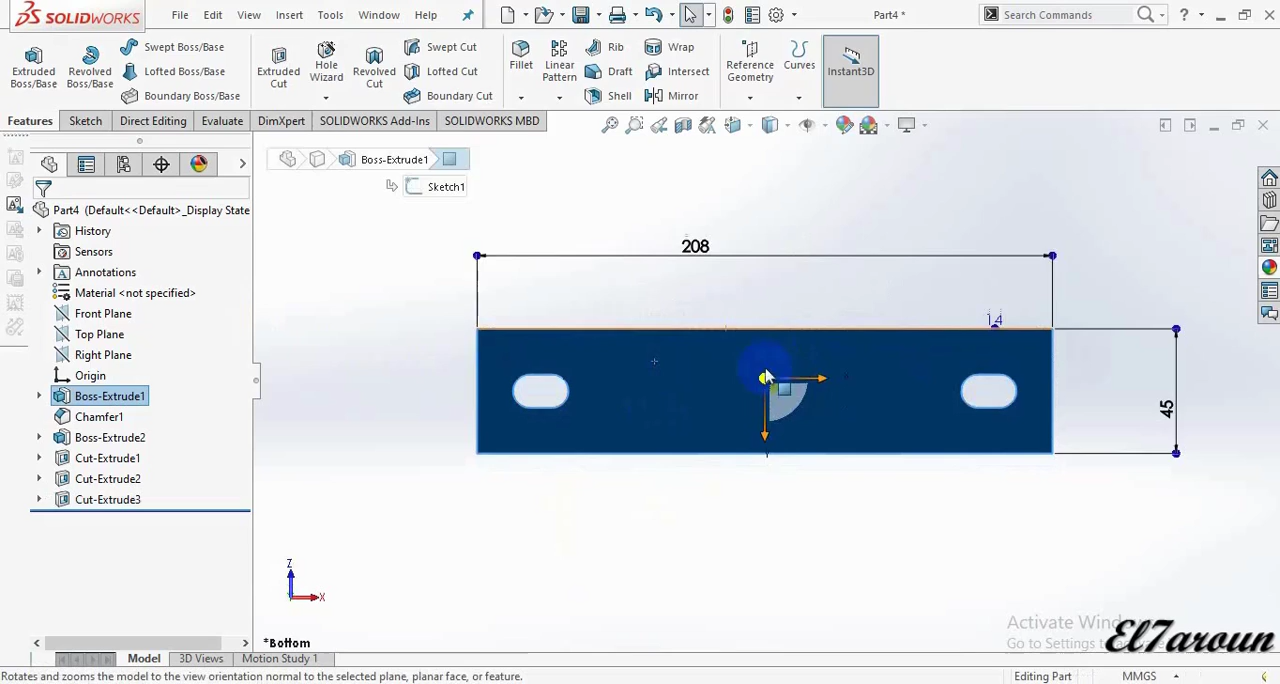 SOLIDWORKS
File Edit View Insert Tools Window Help
Part4 *
Search Commands
?
Extruded Boss/Base
Revolved Boss/Base
Swept Boss/Base
Lofted Boss/Base
Boundary Boss/Base
Extruded Cut
Hole Wizard
Revolved Cut
Swept Cut
Lofted Cut
Boundary Cut
Fillet
Linear Pattern
Rib
Draft
Shell
Wrap
Intersect
Mirror
Reference Geometry
Curves
Instant3D
Features Sketch Direct Editing Evaluate DimXpert SOLIDWORKS Add-Ins SOLIDWORKS MBD
Boss-Extrude1
Sketch1
Part4 (Default<<Default>_Display State
History
Sensors
Annotations
Material <not specified>
Front Plane
Top Plane
Right Plane
Origin
Boss-Extrude1
Chamfer1
Boss-Extrude2
Cut-Extrude1
Cut-Extrude2
Cut-Extrude3
208
14
45
Z
X
*Bottom
Activate Wind
Go to Settings to
El7aroun
Model 3D Views Motion Study 1
Rotates and zooms the model to the view orientation normal to the selected plane, planar face, or feature.
Editing Part
MMGS